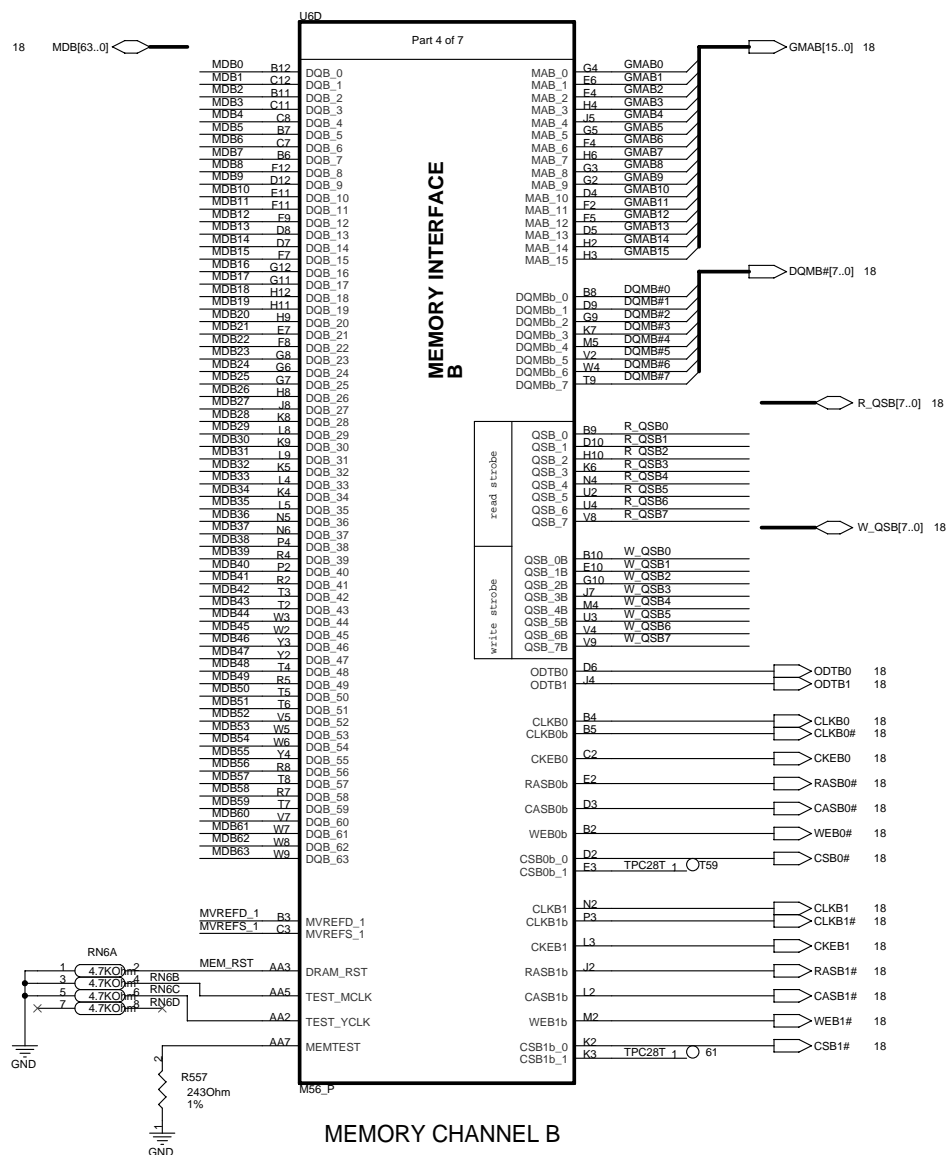 U6D
Part 4 of 7
18 MDB[63..0]
GMAB[15..0] 18
MEMORY INTERFACE
B
MDB0 B12 DQB_0
MDB1 C12 DQB_1
MDB2 B11 DQB_2
MDB3 C11 DQB_3
MDB4 C8 DQB_4
MDB5 B7 DQB_5
MDB6 C7 DQB_6
MDB7 B6 DQB_7
MDB8 F12 DQB_8
MDB9 D12 DQB_9
MDB10 E11 DQB_10
MDB11 F11 DQB_11
MDB12 F9 DQB_12
MDB13 D8 DQB_13
MDB14 D7 DQB_14
MDB15 F7 DQB_15
MDB16 G12 DQB_16
MDB17 G11 DQB_17
MDB18 H12 DQB_18
MDB19 H11 DQB_19
MDB20 H9 DQB_20
MDB21 E7 DQB_21
MDB22 F8 DQB_22
MDB23 G8 DQB_23
MDB24 G6 DQB_24
MDB25 G7 DQB_25
MDB26 H8 DQB_26
MDB27 J8 DQB_27
MDB28 K8 DQB_28
MDB29 L8 DQB_29
MDB30 K9 DQB_30
MDB31 L9 DQB_31
MDB32 K5 DQB_32
MDB33 L4 DQB_33
MDB34 K4 DQB_34
MDB35 L5 DQB_35
MDB36 N5 DQB_36
MDB37 N6 DQB_37
MDB38 P4 DQB_38
MDB39 R4 DQB_39
MDB40 P2 DQB_40
MDB41 R2 DQB_41
MDB42 T3 DQB_42
MDB43 T2 DQB_43
MDB44 W3 DQB_44
MDB45 W2 DQB_45
MDB46 Y3 DQB_46
MDB47 Y2 DQB_47
MDB48 T4 DQB_48
MDB49 R5 DQB_49
MDB50 T5 DQB_50
MDB51 T6 DQB_51
MDB52 V5 DQB_52
MDB53 W5 DQB_53
MDB54 W6 DQB_54
MDB55 Y4 DQB_55
MDB56 R8 DQB_56
MDB57 T8 DQB_57
MDB58 R7 DQB_58
MDB59 T7 DQB_59
MDB60 V7 DQB_60
MDB61 W7 DQB_61
MDB62 W8 DQB_62
MDB63 W9 DQB_63
MVREFD_1 B3 MVREFD_1
MVREFS_1 C3 MVREFS_1
RN6A
1 4.7KOhm 2 MEM_RST AA3 DRAM_RST
3 4.7KOhm 4 RN6B AA5 TEST_MCLK
5 4.7KOhm 6 RN6C AA2 TEST_YCLK
7 4.7KOhm 8 RN6D
GND
AA7 MEMTEST
2
R557
243Ohm
1%
1
GND
MAB_0 G4 GMAB0
MAB_1 E6 GMAB1
MAB_2 E4 GMAB2
MAB_3 H4 GMAB3
MAB_4 J5 GMAB4
MAB_5 G5 GMAB5
MAB_6 F4 GMAB6
MAB_7 H6 GMAB7
MAB_8 G3 GMAB8
MAB_9 G2 GMAB9
MAB_10 D4 GMAB10
MAB_11 F2 GMAB11
MAB_12 F5 GMAB12
MAB_13 D5 GMAB13
MAB_14 H2 GMAB14
MAB_15 H3 GMAB15
DQMB#[7..0] 18
DQMBb_0 B8 DQMB#0
DQMBb_1 D9 DQMB#1
DQMBb_2 G9 DQMB#2
DQMBb_3 K7 DQMB#3
DQMBb_4 M5 DQMB#4
DQMBb_5 V2 DQMB#5
DQMBb_6 W4 DQMB#6
DQMBb_7 T9 DQMB#7
R_QSB[7..0] 18
read strobe
QSB_0 B9 R_QSB0
QSB_1 D10 R_QSB1
QSB_2 H10 R_QSB2
QSB_3 K6 R_QSB3
QSB_4 N4 R_QSB4
QSB_5 U2 R_QSB5
QSB_6 U4 R_QSB6
QSB_7 V8 R_QSB7
W_QSB[7..0] 18
write strobe
QSB_0B B10 W_QSB0
QSB_1B E10 W_QSB1
QSB_2B G10 W_QSB2
QSB_3B J7 W_QSB3
QSB_4B M4 W_QSB4
QSB_5B U3 W_QSB5
QSB_6B V4 W_QSB6
QSB_7B V9 W_QSB7
ODTB0 D6 ODTB0 18
ODTB1 J4 ODTB1 18
CLKB0 B4 CLKB0 18
CLKB0b B5 CLKB0# 18
CKEB0 C2 CKEB0 18
RASB0b E2 RASB0# 18
CASB0b D3 CASB0# 18
WEB0b B2 WEB0# 18
CSB0b_0 D2 CSB0# 18
CSB0b_1 E3 TPC28T 1 T59
CLKB1 N2 CLKB1 18
CLKB1b P3 CLKB1# 18
CKEB1 L3 CKEB1 18
RASB1b J2 RASB1# 18
CASB1b L2 CASB1# 18
WEB1b M2 WEB1# 18
CSB1b_0 K2 CSB1# 18
CSB1b_1 K3 TPC28T 1 61
M56_P
MEMORY CHANNEL B